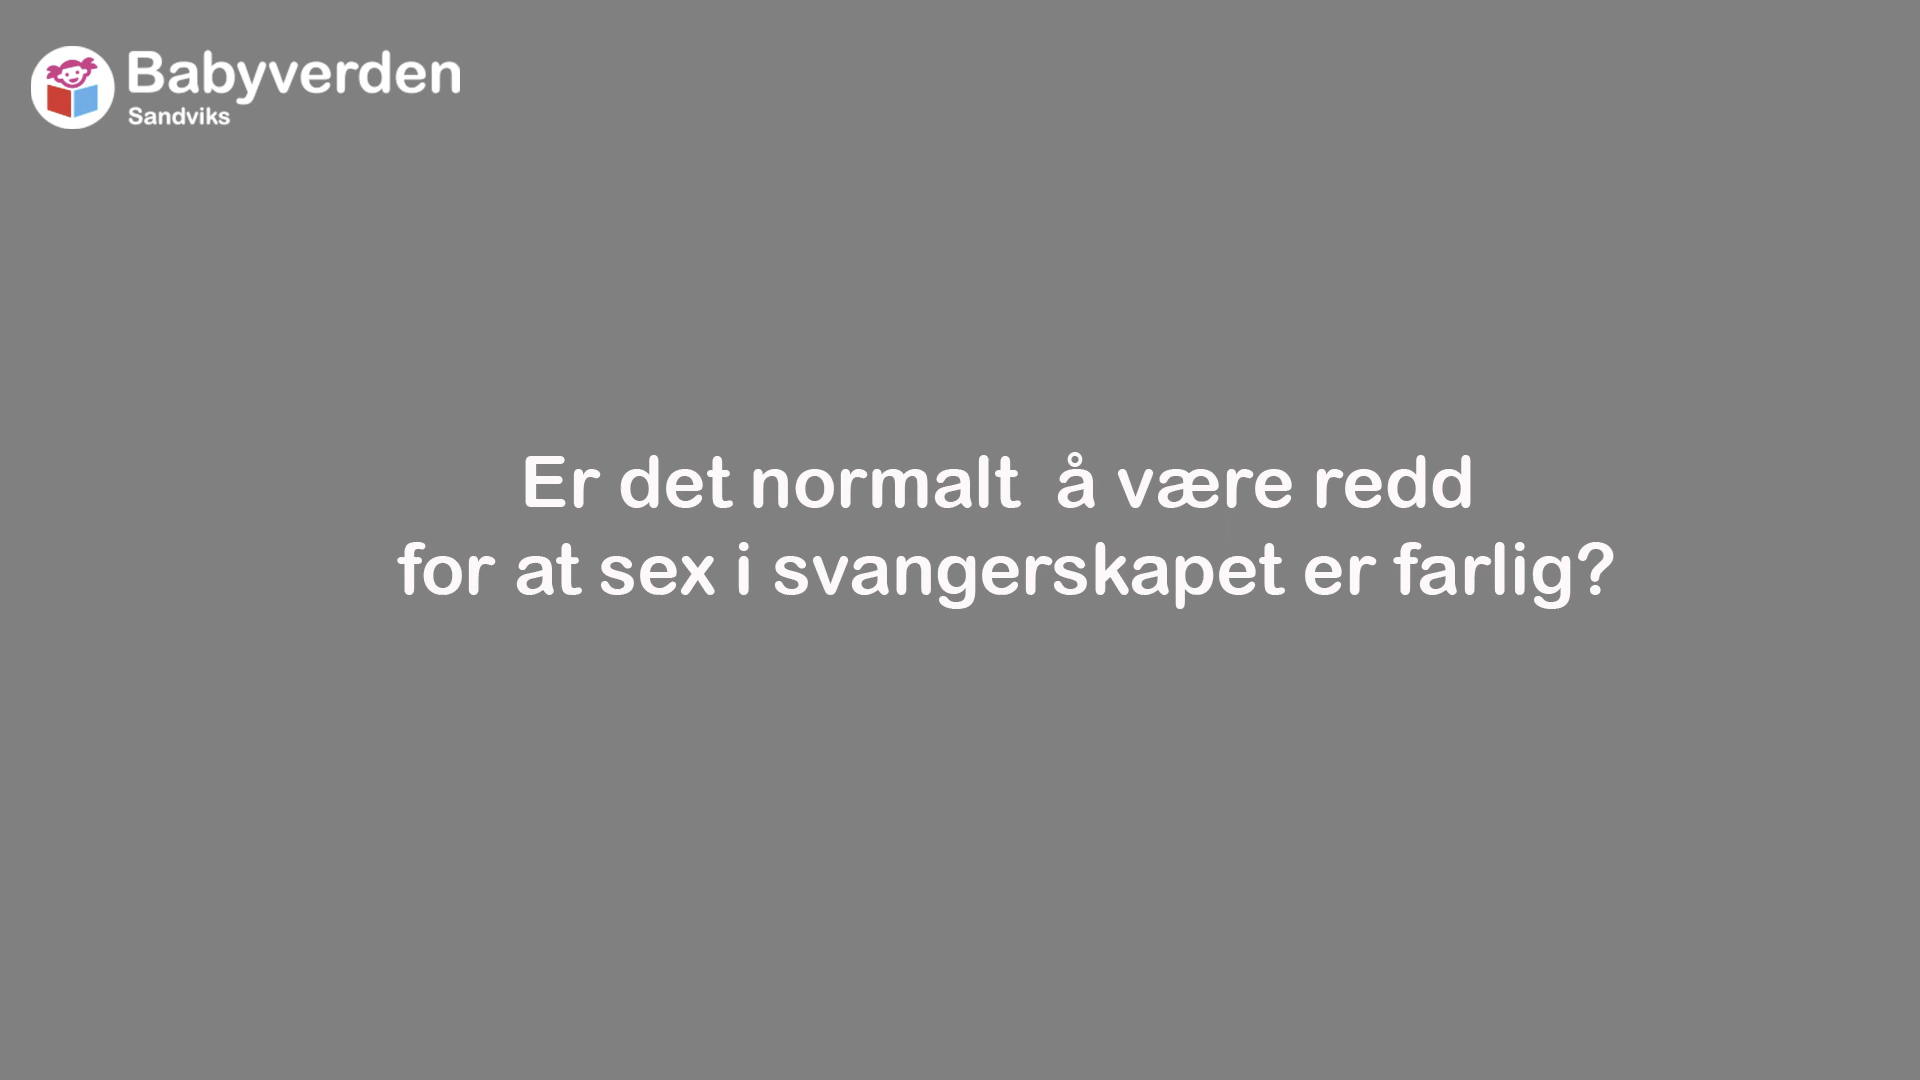 Babyverden
Sandviks
Er det normalt  å være redd
for at sex i svangerskapet er farlig?